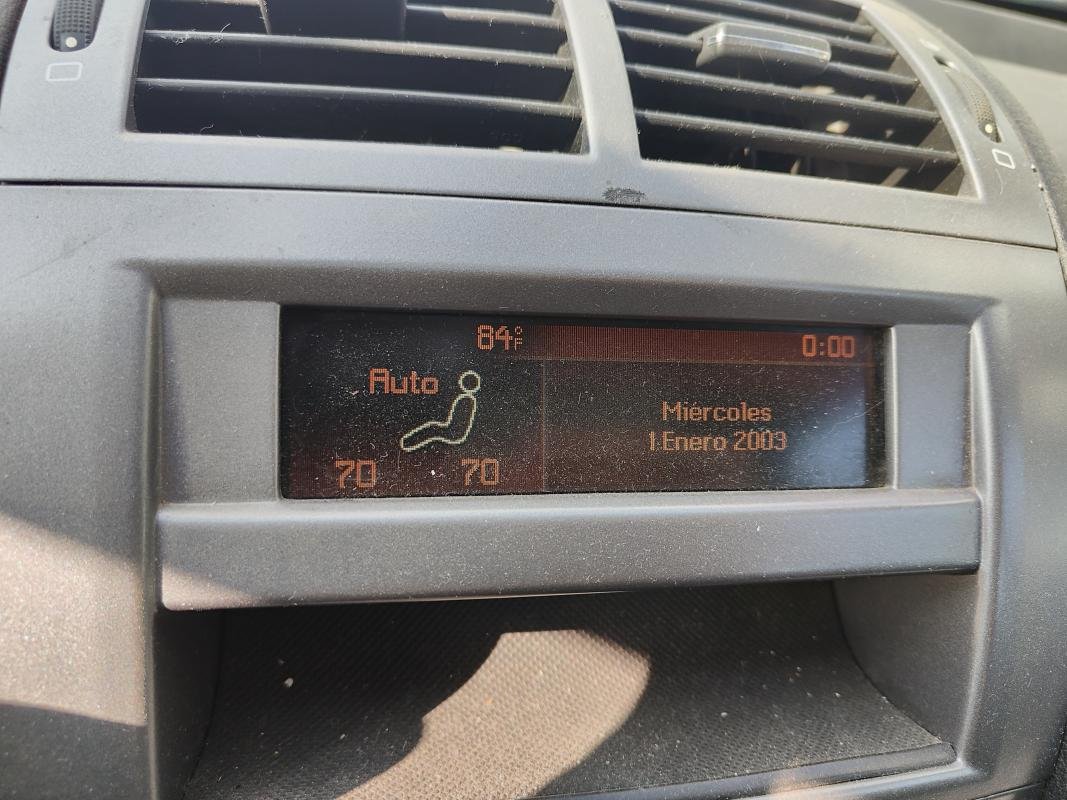 84°F 0:00
Auto
Miércoles
1 Enero 2003
70 70